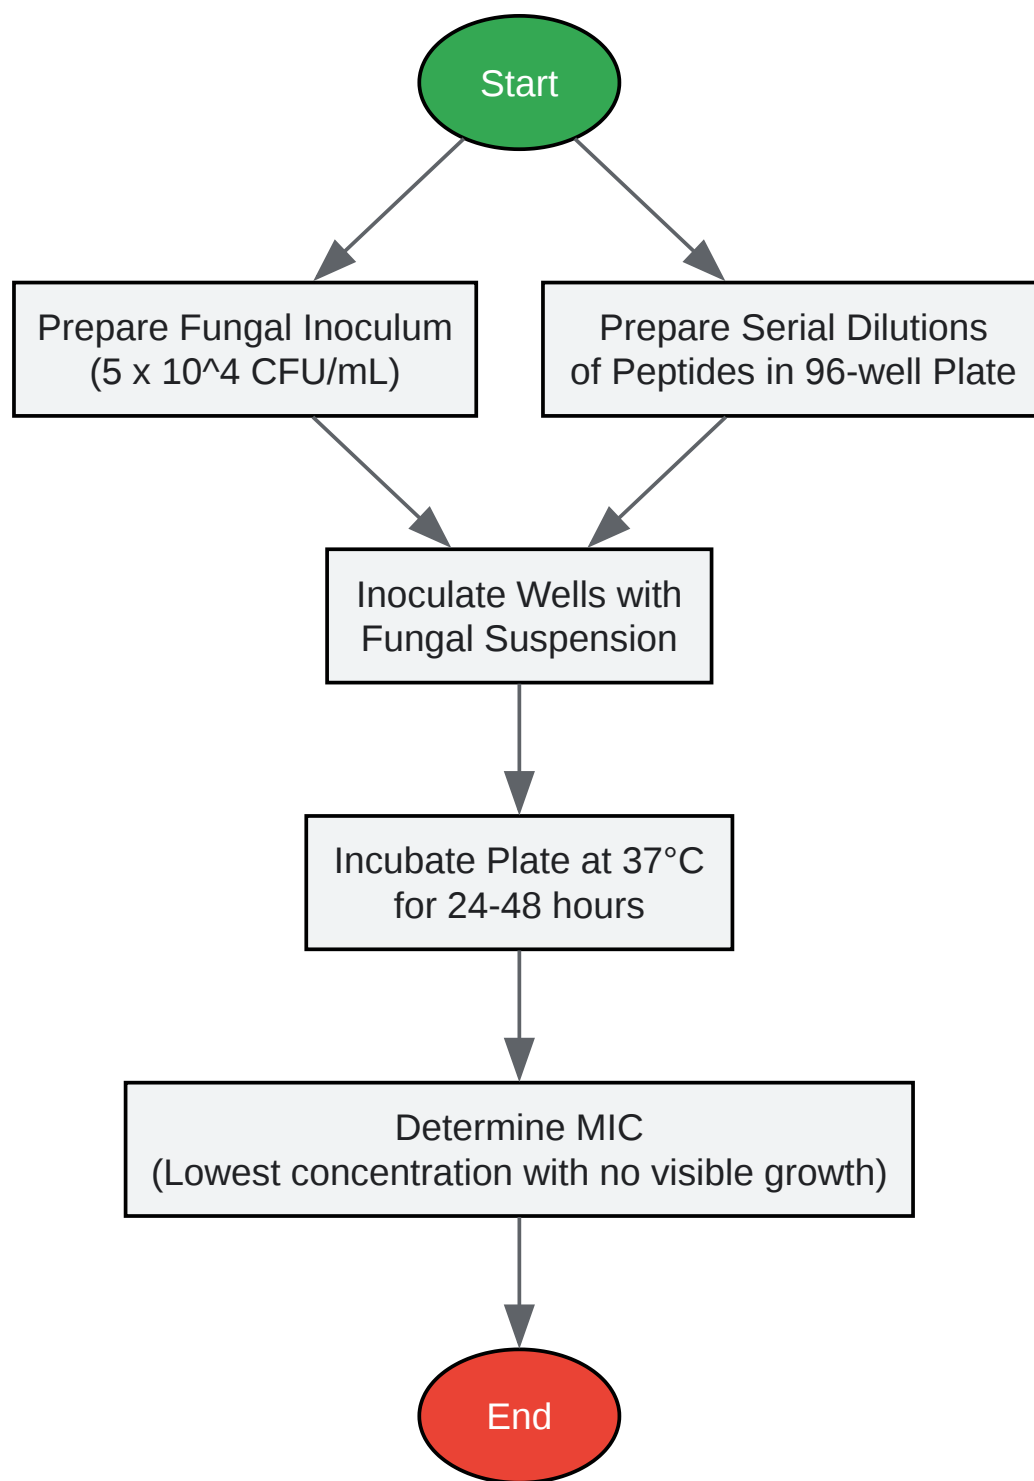 Start
Prepare Fungal Inoculum
(5 x 10^4 CFU/mL)
Prepare Serial Dilutions
of Peptides in 96-well Plate
Inoculate Wells with
Fungal Suspension
Incubate Plate at 37°C
for 24-48 hours
Determine MIC
(Lowest concentration with no visible growth)
End